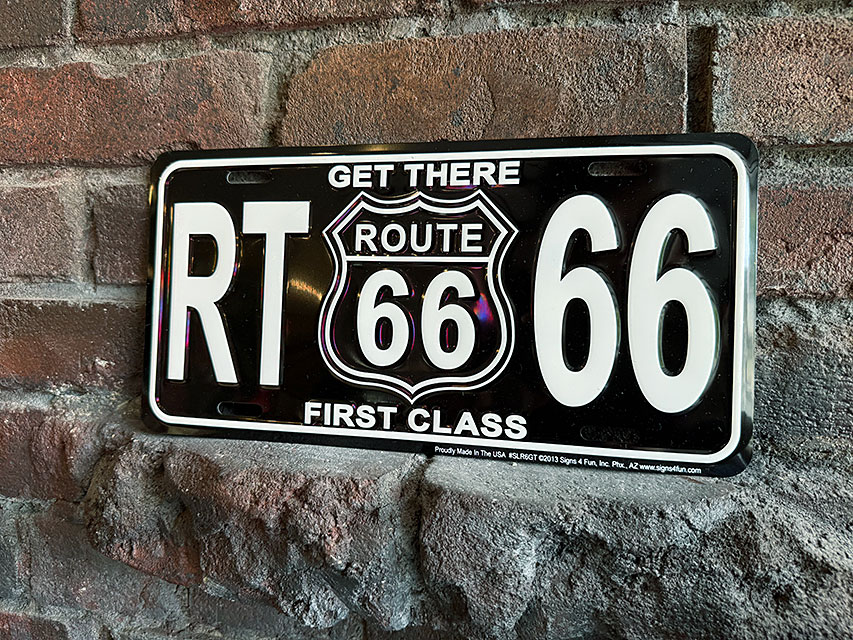 GET THERE
RT
ROUTE
66
66
FIRST CLASS
Proudly Made In The USA #SLR6GT ©2013 Signs 4 Fun, Inc. Phx., AZ www.signs4fun.com